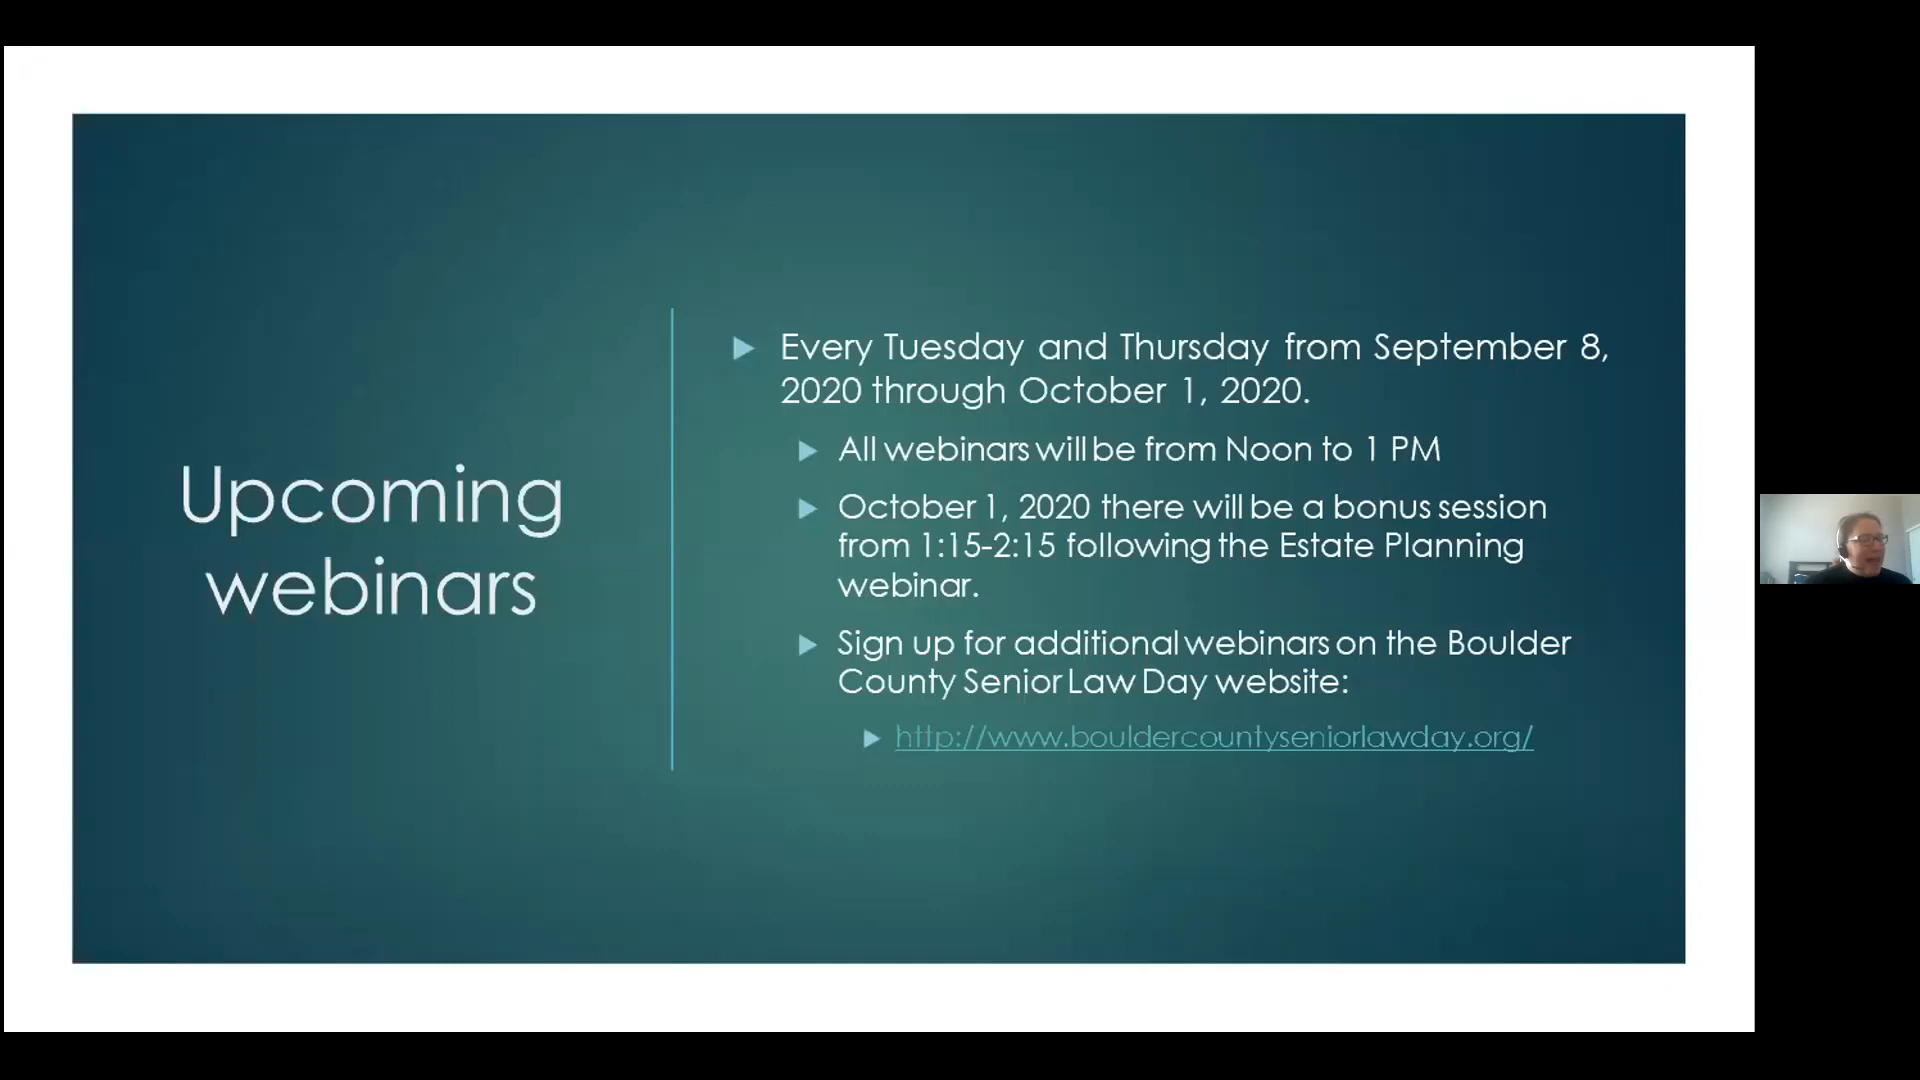 Upcoming
webinars
Every Tuesday and Thursday from September 8,
2020 through October 1, 2020.
All webinars will be from Noon to 1 PM
October 1, 2020 there will be a bonus session
from 1:15-2:15 following the Estate Planning
webinar.
Sign up for additional webinars on the Boulder
County Senior Law Day website:
http://www.bouldercountyseniorlawday.org/